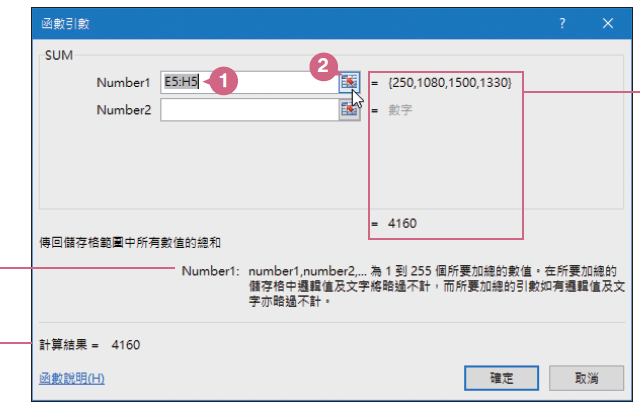 函數引數 ? ×
SUM
Number1 E5:H5 1 2 = {250,1080,1500,1330}
Number2 = 數字
= 4160
傳回儲存格範圍中所有數值的總和
Number1: number1,number2,... 為 1 到 255 個所要加總的數值。在所要加總的
儲存格中邏輯值及文字將略過不計，而所要加總的引數如有邏輯值及文
字亦略過不計。
計算結果 = 4160
函數說明(H)
確定 取消